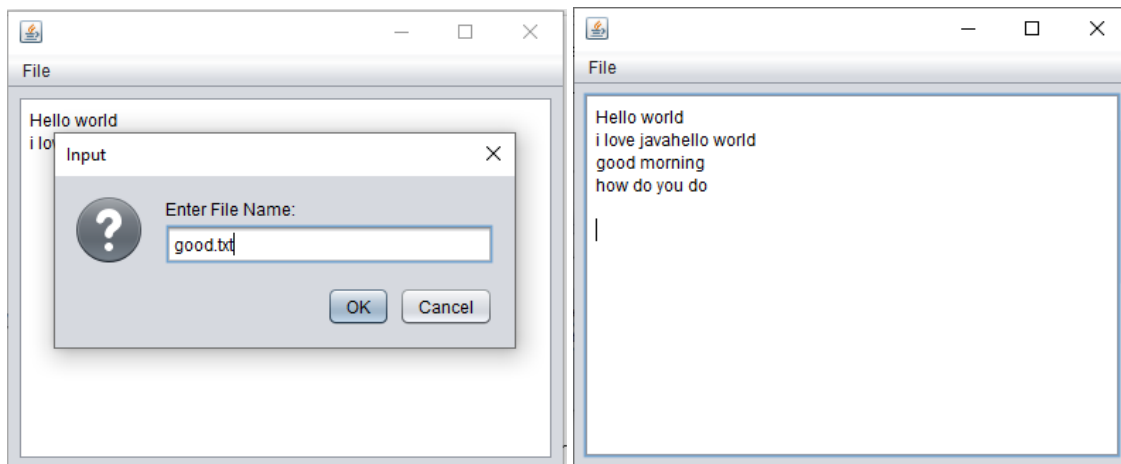 File
Hello world
i lo
Input
Enter File Name:
good.txt
OK
Cancel
File
Hello world
i love javahello world
good morning
how do you do